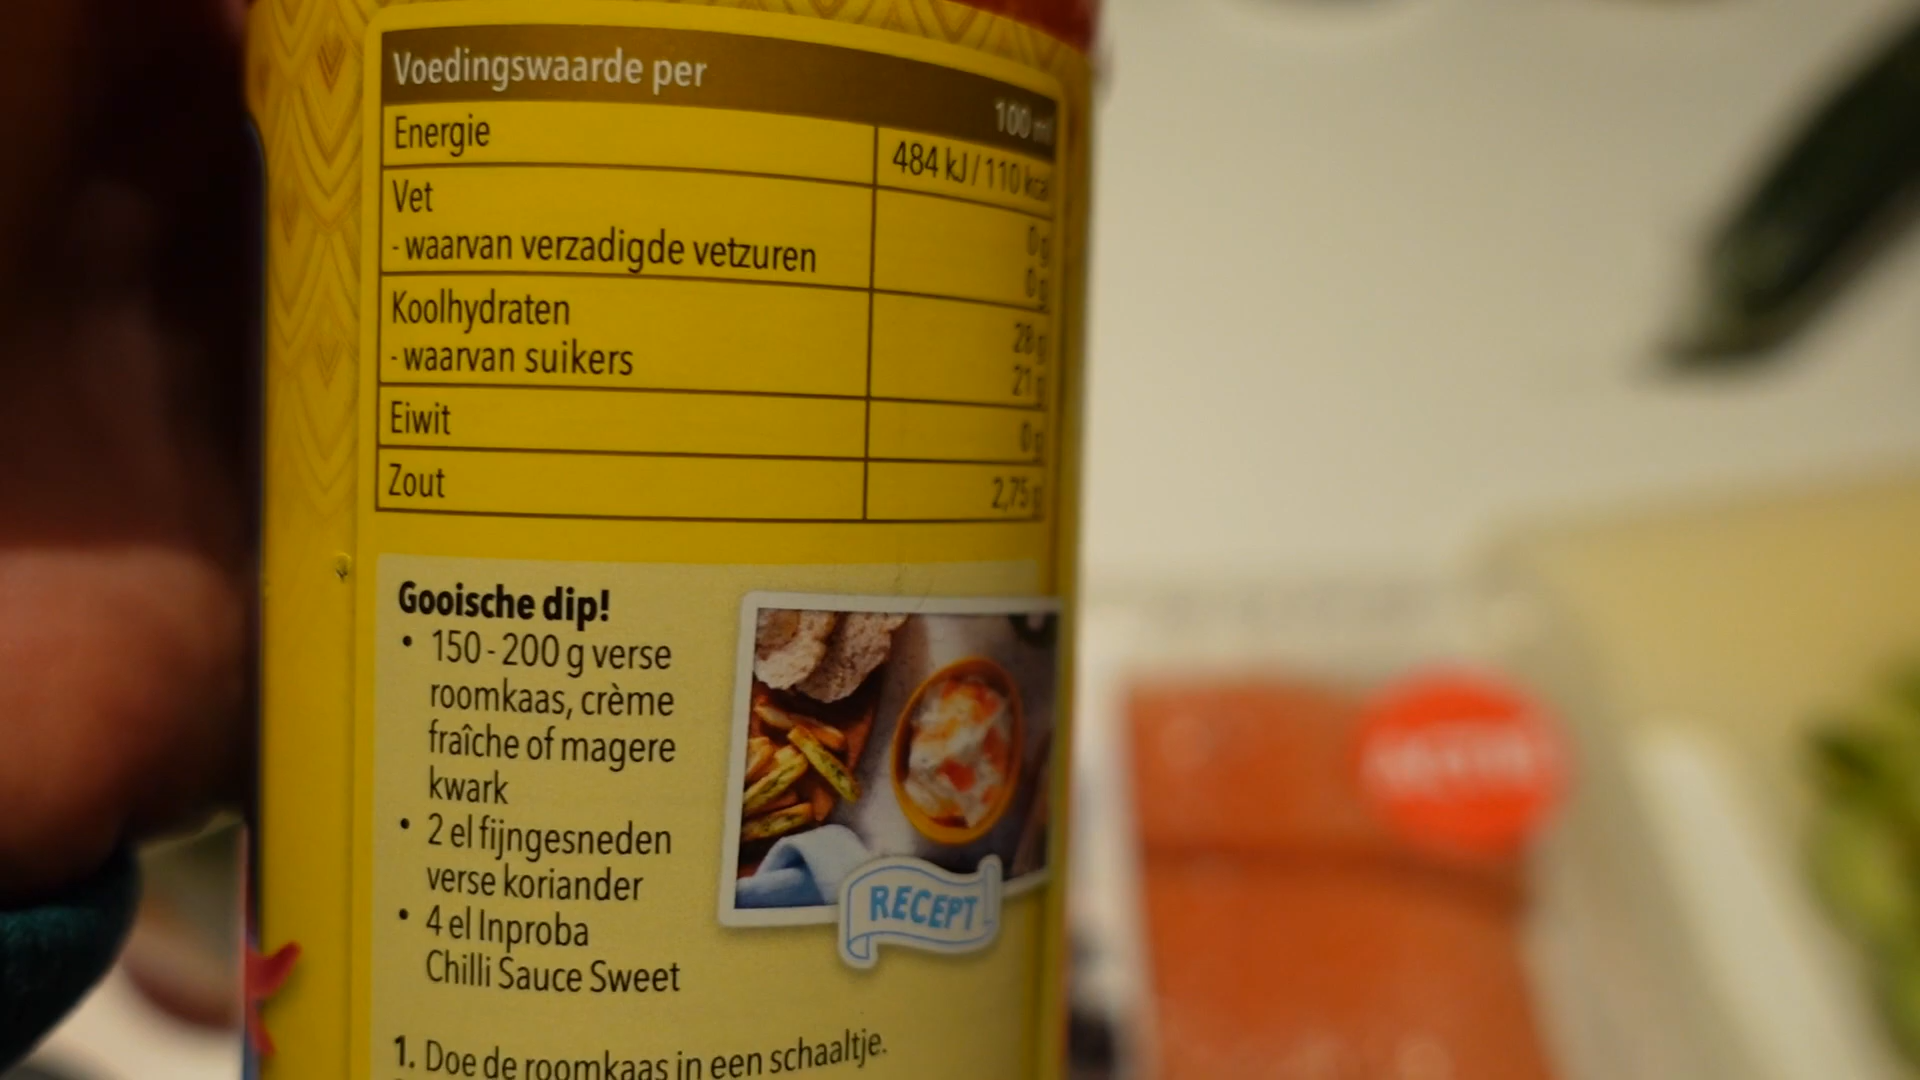 Voedingswaarde per 100 ml
Energie 484 kJ / 110 kcal
Vet 0 g
- waarvan verzadigde vetzuren 0 g
Koolhydraten 28 g
- waarvan suikers 21 g
Eiwit 0 g
Zout 2,75 g
Gooische dip!
• 150 - 200 g verse
roomkaas, crème
fraîche of magere
kwark
• 2 el fijngesneden
verse koriander
• 4 el Inproba
Chilli Sauce Sweet
RECEPT
1. Doe de roomkaas in een schaaltje.